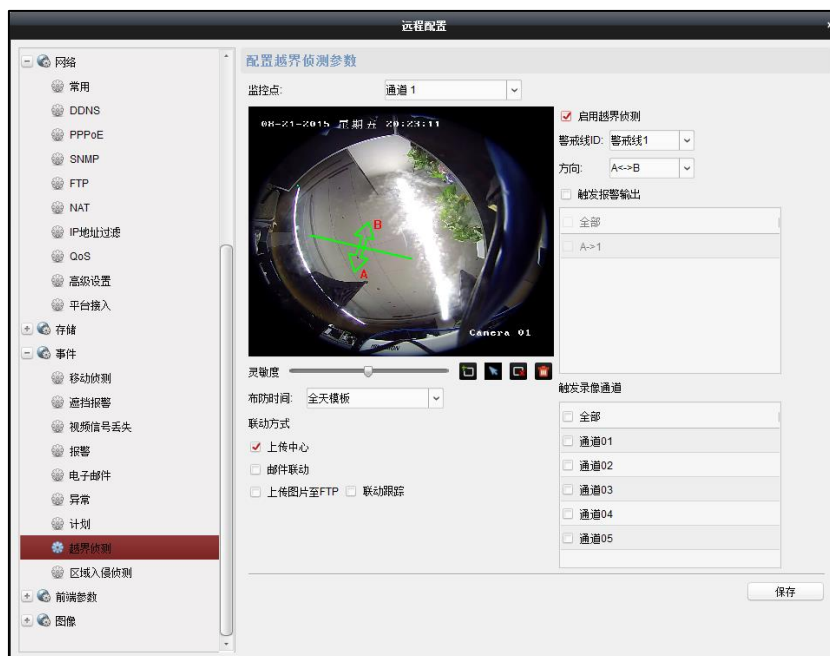 远程配置
网络
常用
DDNS
PPPoE
SNMP
FTP
NAT
IP地址过滤
QoS
高级设置
平台接入
存储
事件
移动侦测
遮挡报警
视频信号丢失
报警
电子邮件
异常
计划
越界侦测
区域入侵侦测
前端参数
图像
配置越界侦测参数
监控点: 通道 1
08-21-2015 星期五 20:23:11
B
A
Camera 01
灵敏度
布防时间: 全天模板
联动方式
上传中心
邮件联动
上传图片至FTP 联动跟踪
启用越界侦测
警戒线ID: 警戒线1
方向: A<->B
触发报警输出
全部
A->1
触发录像通道
全部
通道01
通道02
通道03
通道04
通道05
保存